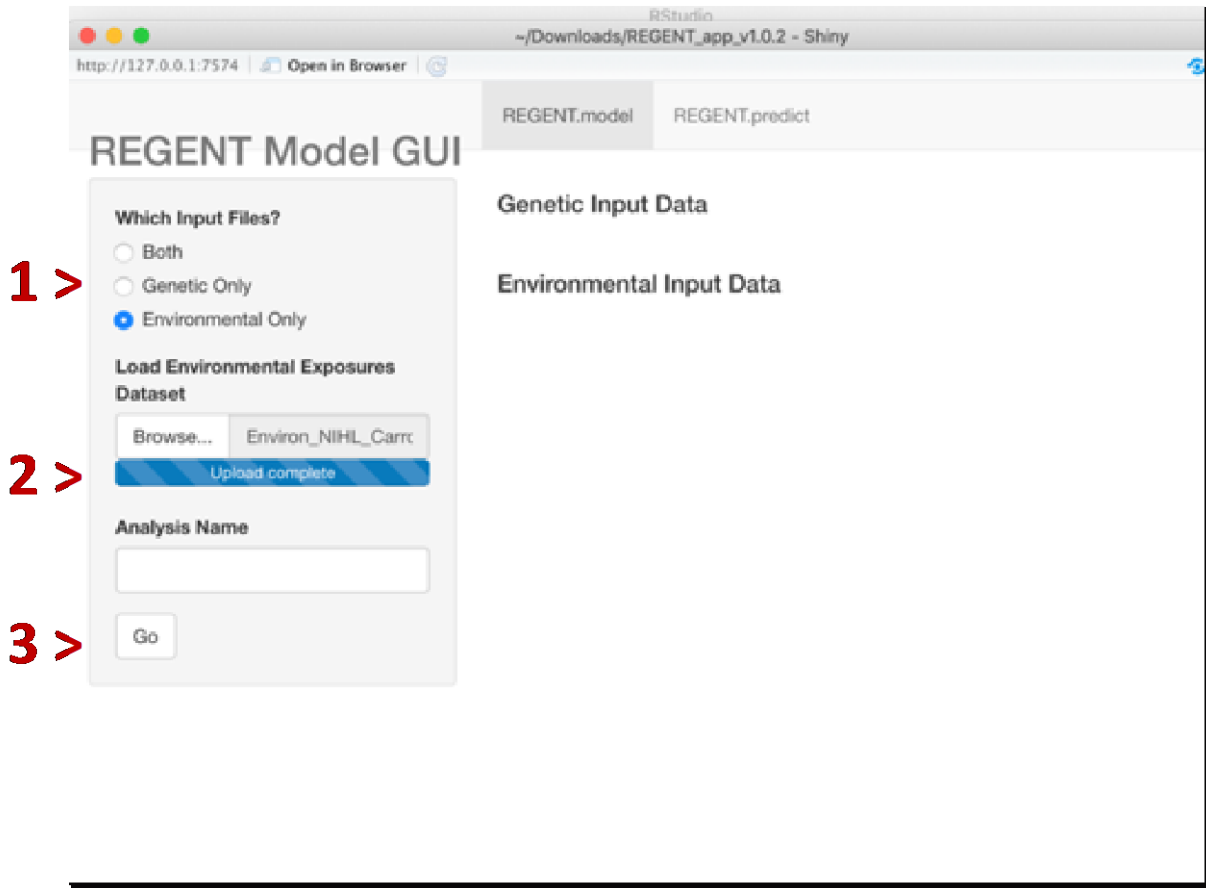 RStudio
~/Downloads/REGENT_app_v1.0.2 - Shiny
http://127.0.0.1:7574 Open in Browser
REGENT.model REGENT.predict
REGENT Model GUI
Which Input Files?
Both
1 >
Genetic Only
Environmental Only
Load Environmental Exposures
Dataset
Browse... Environ_NIHL_Carrc
2 >
Upload complete
Analysis Name
3 >
Go
Genetic Input Data
Environmental Input Data